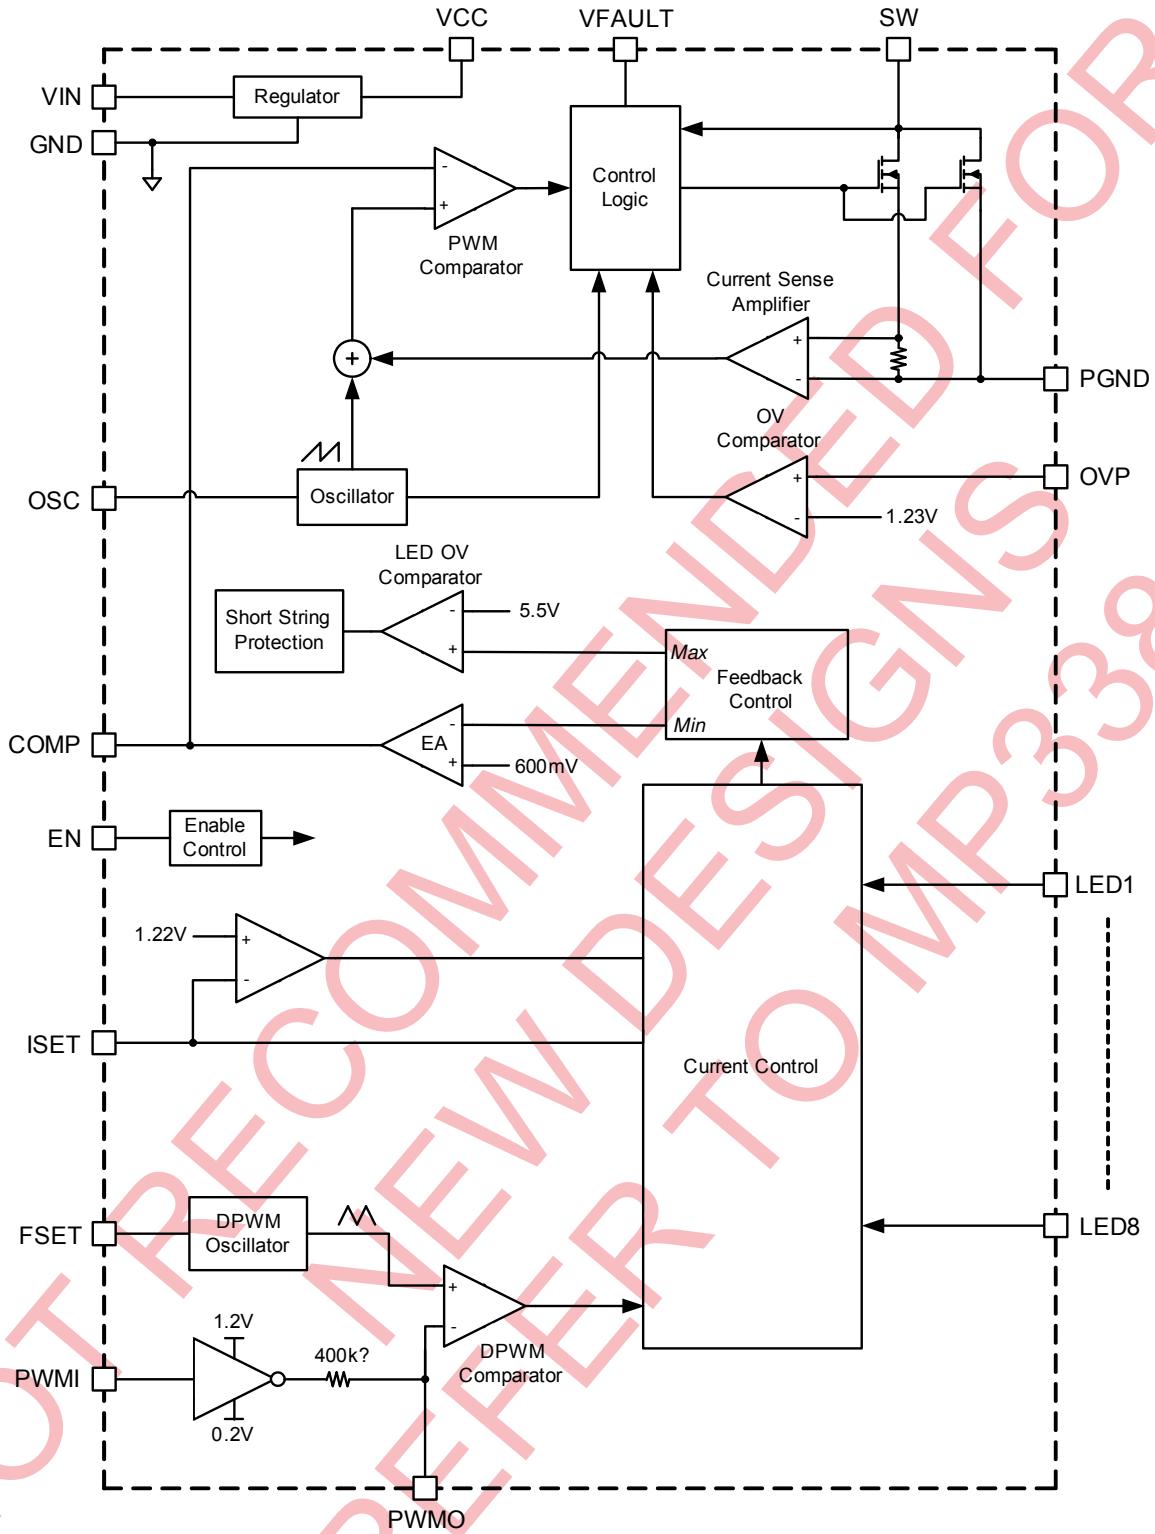 VCC
VFAULT
SW
VIN
Regulator
GND
-
+
PWM
Comparator
Control
Logic
Current Sense
Amplifier
+
-
+
PGND
OV
Comparator
OSC
Oscillator
+
-
1.23V
OVP
LED OV
Comparator
Short String
Protection
-
+
5.5V
Max
Feedback
Control
Min
COMP
EA
-
+
600mV
EN
Enable
Control
LED1
1.22V
+
-
ISET
Current Control
FSET
DPWM
Oscillator
LED8
+
-
1.2V
400k?
DPWM
Comparator
PWMI
0.2V
PWMO
NOT RECOMMENDED FOR
NEW DESIGNS
REFER TO MP338